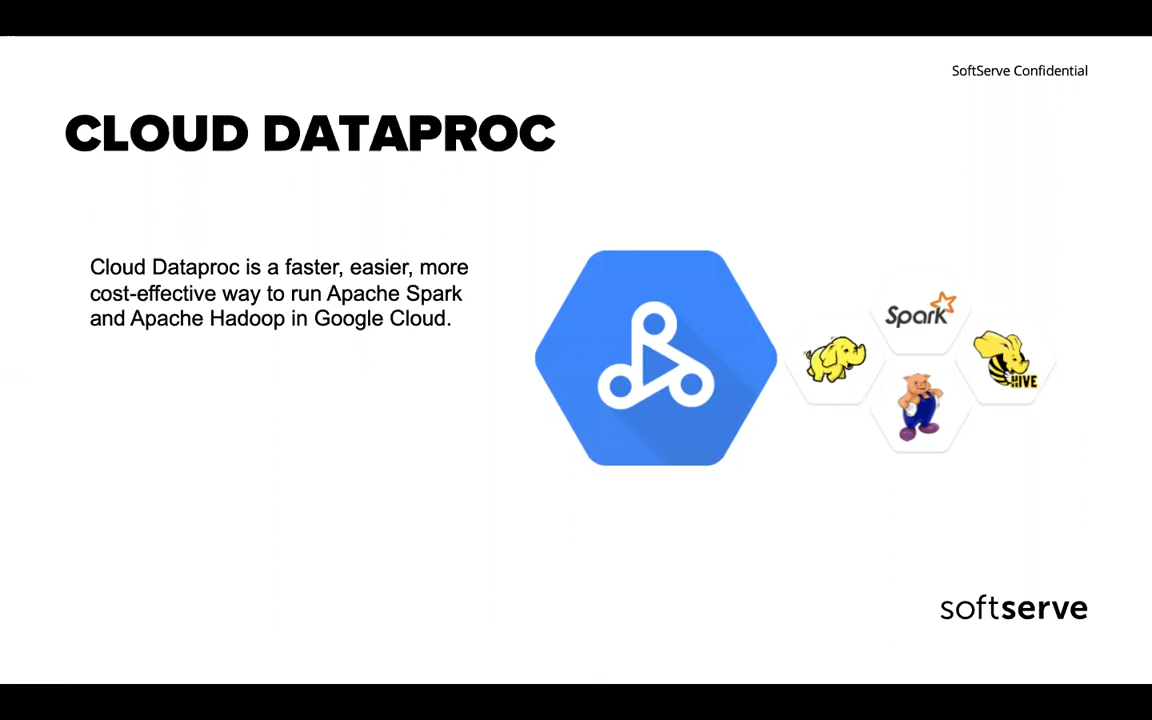 SoftServe Confidential
CLOUD DATAPROC
Cloud Dataproc is a faster, easier, more
cost-effective way to run Apache Spark
and Apache Hadoop in Google Cloud.
Spark
HIVE
softserve